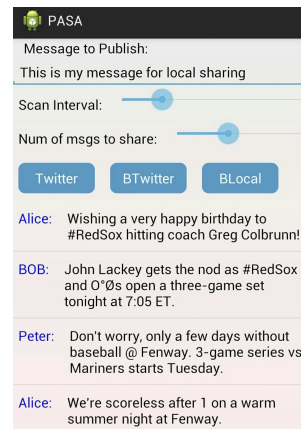 PASA
Message to Publish:
This is my message for local sharing
Scan Interval:
Num of msgs to share:
Twitter BTwitter BLocal
Alice: Wishing a very happy birthday to
#RedSox hitting coach Greg Colbrunn!
BOB: John Lackey gets the nod as #RedSox
and O°Øs open a three-game set
tonight at 7:05 ET.
Peter: Don't worry, only a few days without
baseball @ Fenway. 3-game series vs
Mariners starts Tuesday.
Alice: We're scoreless after 1 on a warm
summer night at Fenway.